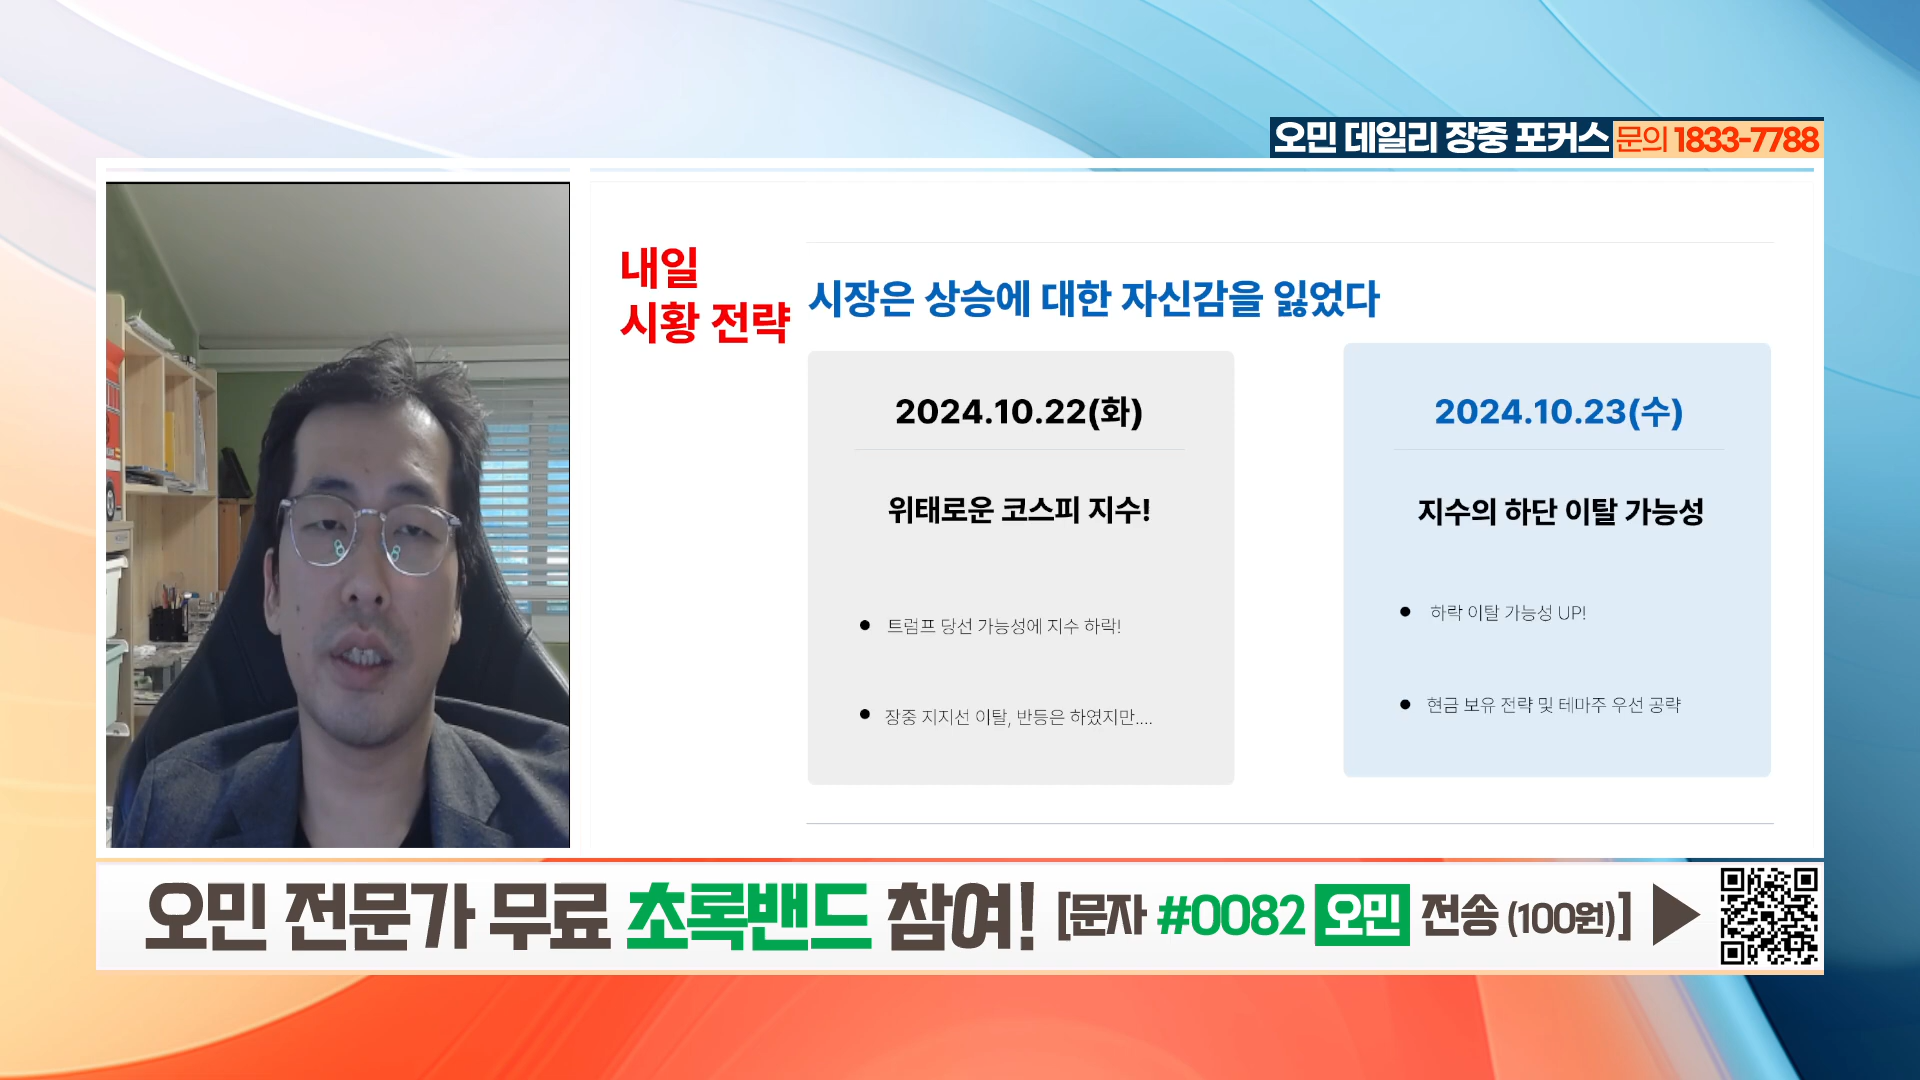 오민 데일리 장중 포커스 문의 1833-7788
내일
시황 전략
시장은 상승에 대한 자신감을 잃었다
2024.10.22(화)
위태로운 코스피 지수!
● 트럼프 당선 가능성에 지수 하락!
● 장중 지지선 이탈, 반등은 하였지만....
2024.10.23(수)
지수의 하단 이탈 가능성
● 하락 이탈 가능성 UP!
● 현금 보유 전략 및 테마주 우선 공략
오민 전문가 무료 초록밴드 참여! [문자 #0082 오민 전송 (100원)]